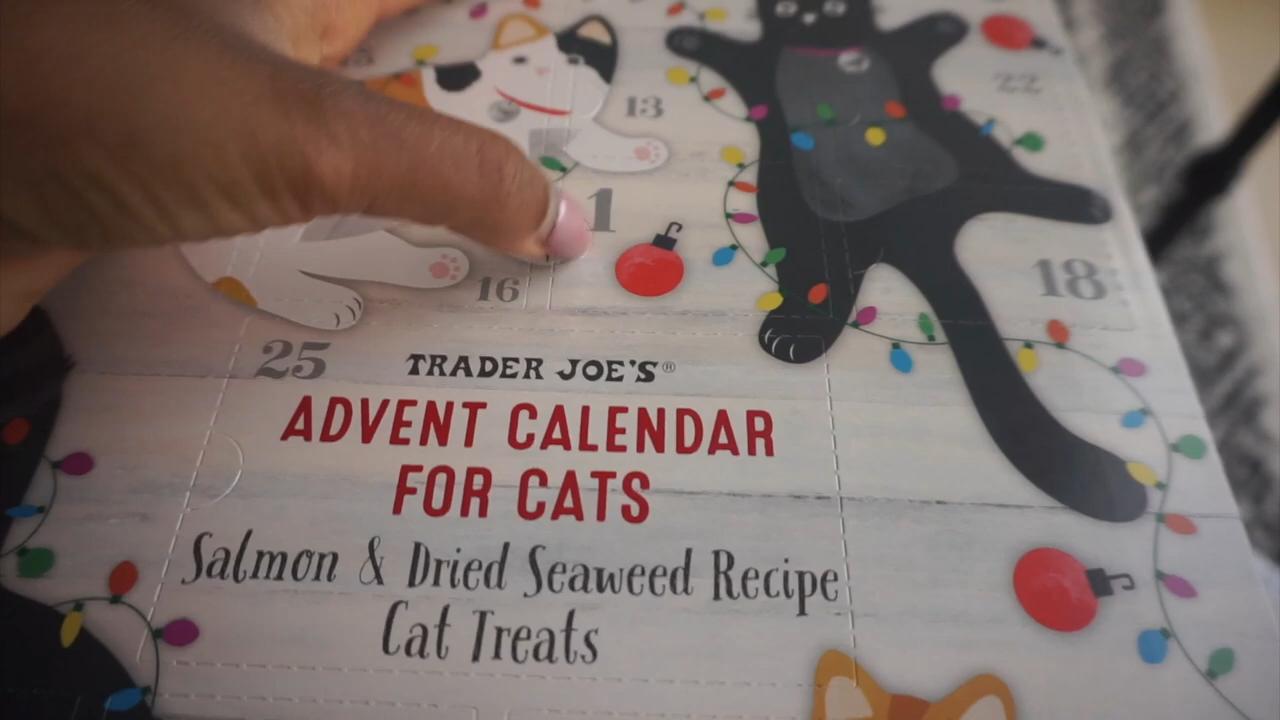 13
22
1
18
16
25
TRADER JOE'S®
ADVENT CALENDAR
FOR CATS
Salmon & Dried Seaweed Recipe
Cat Treats